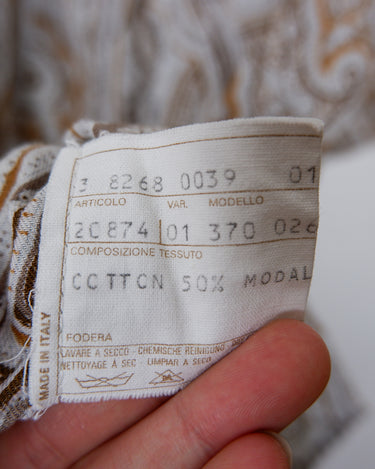 3 8268 0039 01
ARTICOLO VAR. MODELLO
20874 01 370 026
COMPOSIZIONE TESSUTO
COTTON 50% MODAL
FODERA
LAVARE A SECCO - CHEMISCHE REINIGUNG
NETTOYAGE À SEC - LIMPIAR A SECO
MADE IN ITALY